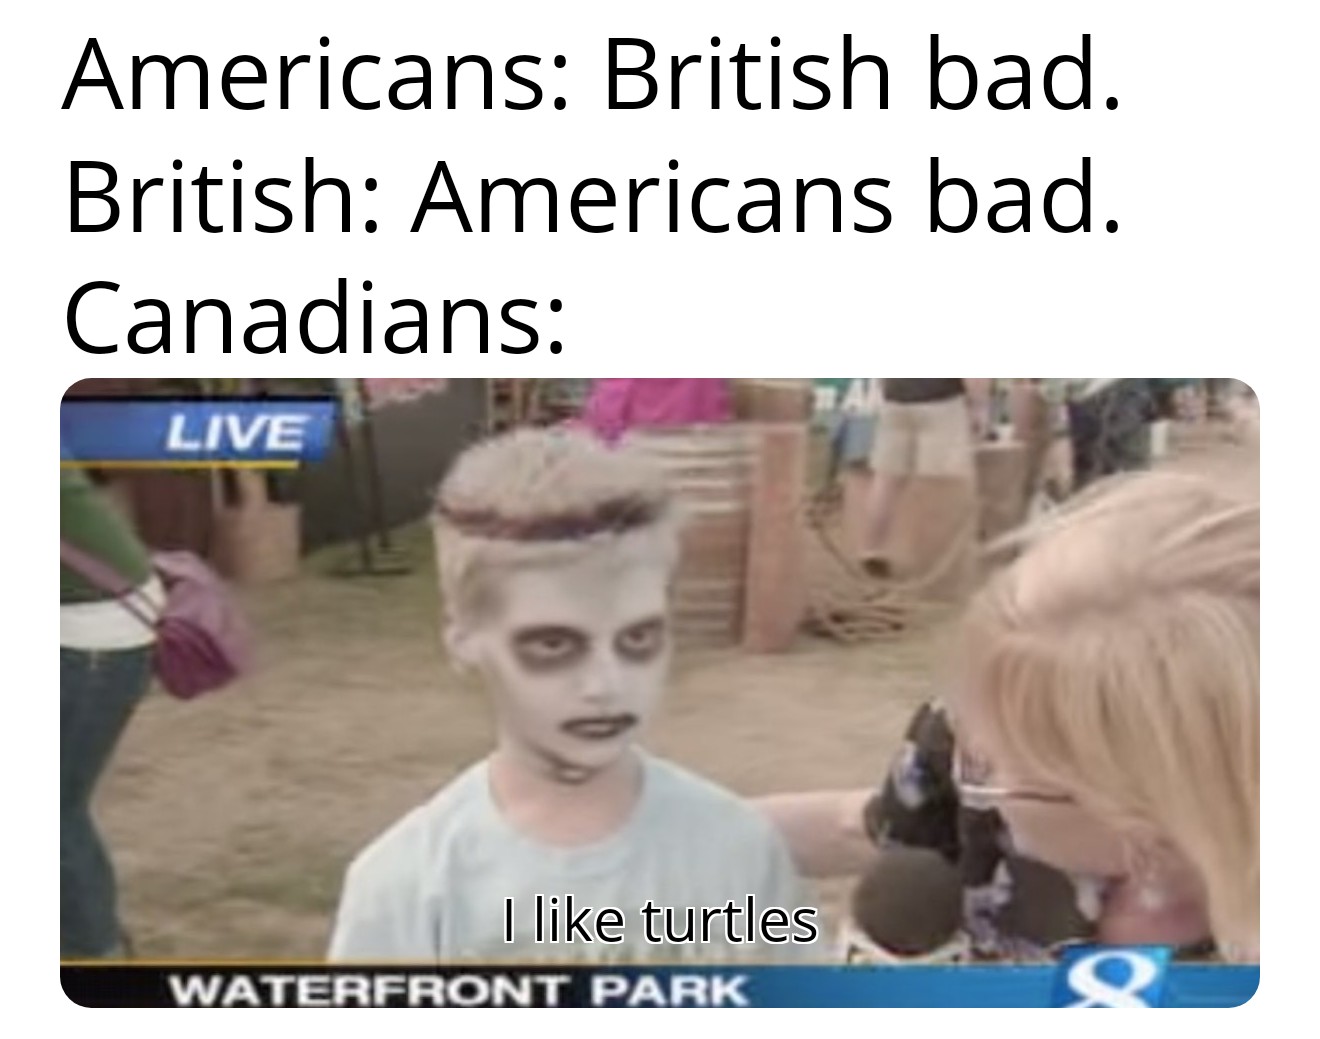 Americans: British bad.
British: Americans bad.
Canadians:
LIVE
I like turtles
WATERFRONT PARK
8